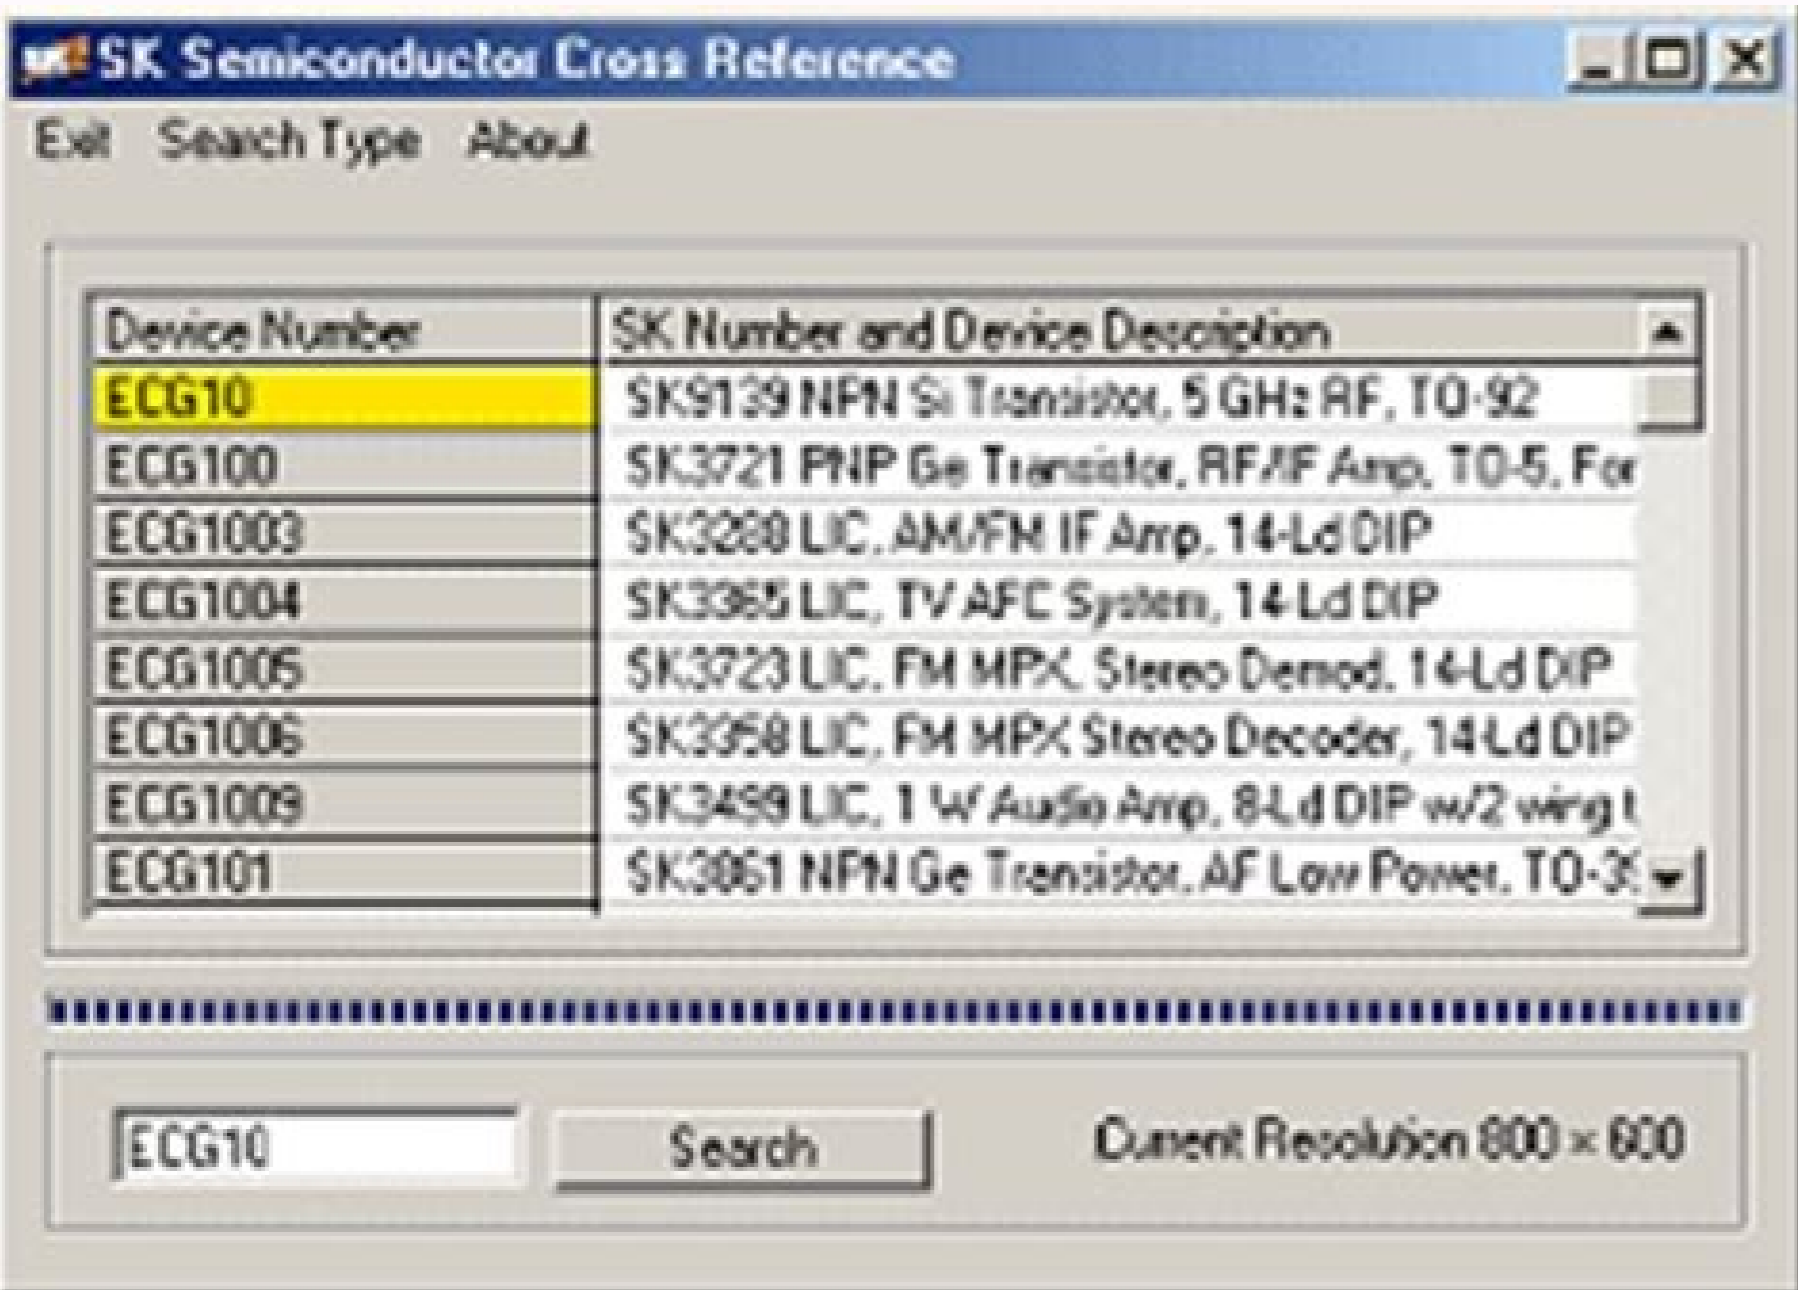 SK Semiconductor Cross Reference
Exit Search Type About
Device Number SK Number and Device Description
ECG10 SK9139 NPN Si Transistor, 5 GHz RF, TO-92
ECG100 SK3721 PNP Ge Transistor, RF/IF Amp, TO-5, For
ECG1003 SK3288 LIC, AM/FM IF Amp, 14-Ld DIP
ECG1004 SK3365 LIC, TV AFC System, 14-Ld DIP
ECG1005 SK3723 LIC, FM MPX, Stereo Demod, 14-Ld DIP
ECG1006 SK3358 LIC, FM MPX Stereo Decoder, 14-Ld DIP
ECG1009 SK3499 LIC, 1 W Audio Amp, 8-Ld DIP w/2 wing t
ECG101 SK3861 NPN Ge Transistor, AF Low Power, TO-39
ECG10 Search Current Resolution 800 × 600